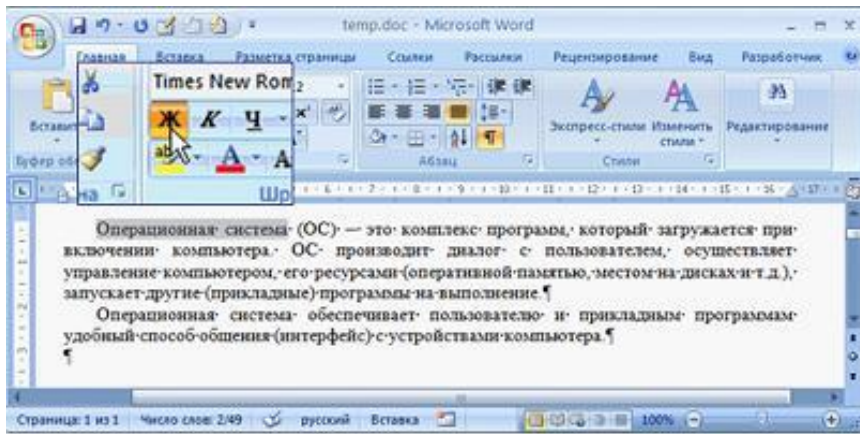 temp.doc - Microsoft Word
Главная Вставка Разметка страницы Ссылки Рассылки Рецензирование Вид Разработчик
Times New Rom
Ж К Ч
Экспресс-стили Изменить стили Редактирование
Буфер Абзац Стили
на Шр
Операционная система (ОС) — это комплекс программ, который загружается при
включении компьютера. ОС производит диалог с пользователем, осуществляет
управление компьютером, его ресурсами (оперативной памятью, местом на дисках и т.д.),
запускает другие (прикладные) программы на выполнение.¶
Операционная система обеспечивает пользователю и прикладным программам
удобный способ общения (интерфейс) с устройствами компьютера.¶
¶
Страница: 1 из 1 Число слов: 2/49 русский Вставка 100%